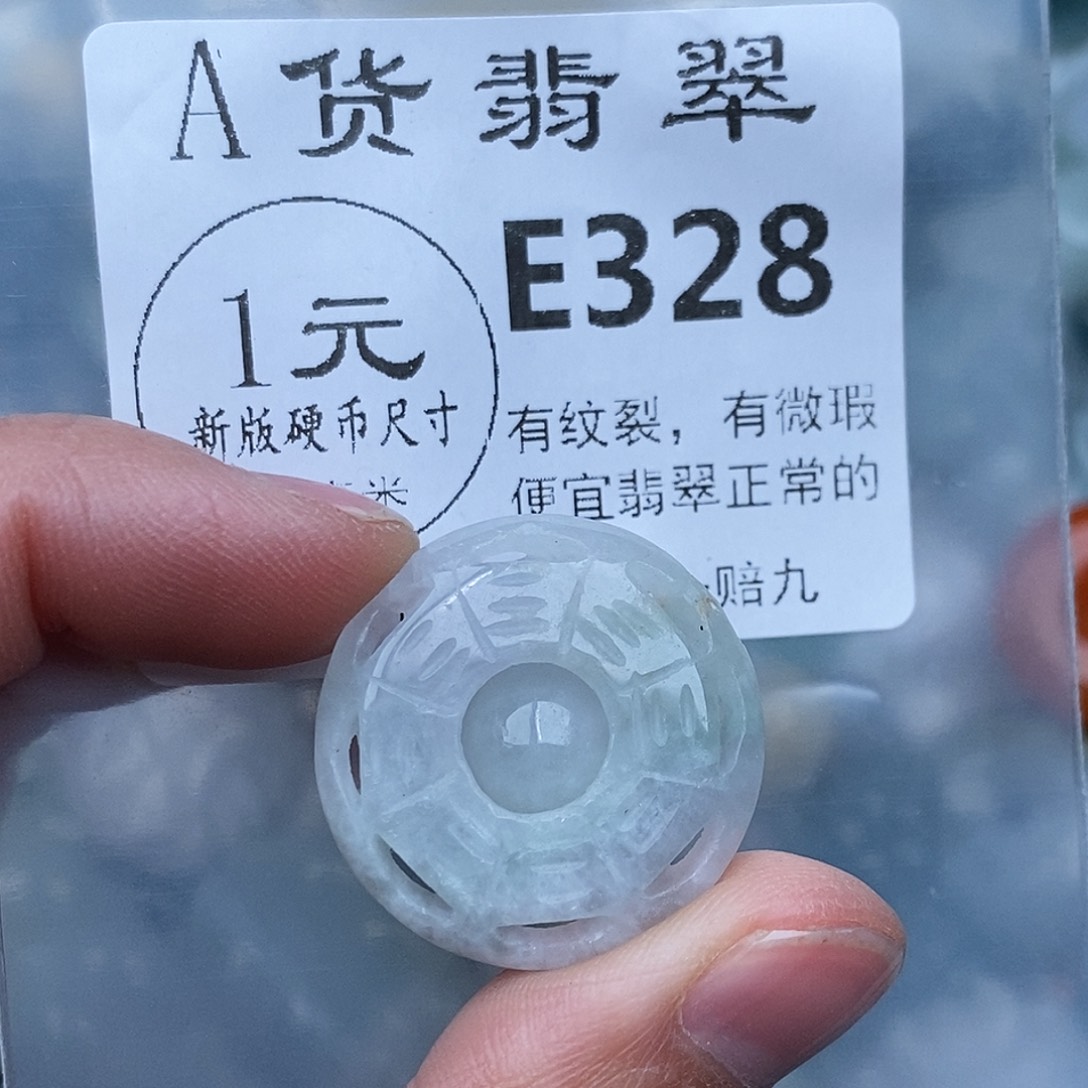 A货翡翠
E328
1元
新版硬币尺寸
米
有纹裂，有微瑕
便宜翡翠正常的
赔九